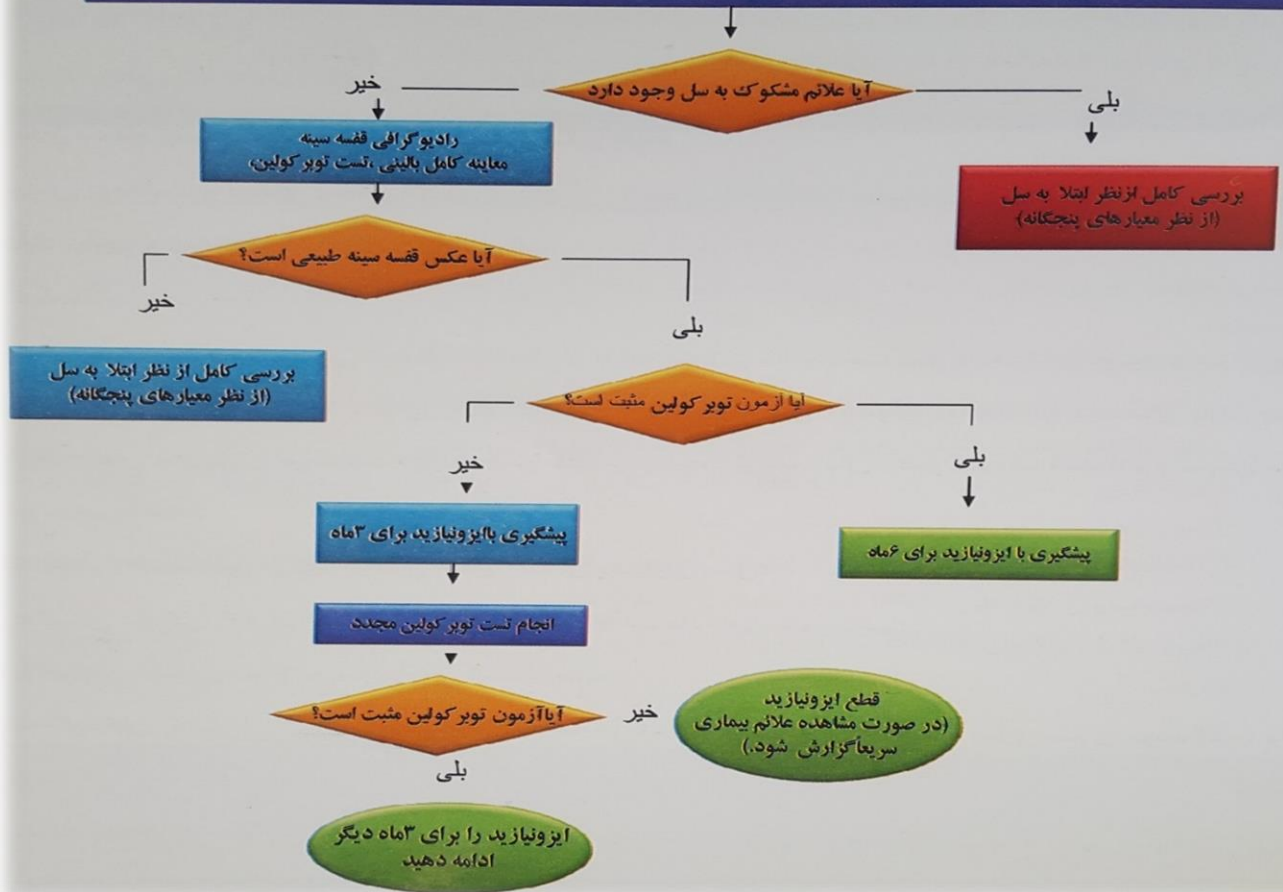 آیا علائم مشکوک به سل وجود دارد
خیر
بلی
رادیوگرافی قفسه سینه
معاینه کامل بالینی ،تست توبرکولین،
بررسی کامل ازنظر ابتلا به سل
(از نظر معیارهای پنجگانه)
آیا عکس قفسه سینه طبیعی است؟
خیر
بلی
بررسی کامل از نظر ابتلا به سل
(از نظر معیارهای پنجگانه)
آیا آزمون توبرکولین مثبت است؟
خیر
بلی
پیشگیری باایزونیازید برای ۳ماه
پیشگیری با ایزونیازید برای ۶ماه
انجام تست توبرکولین مجدد
آیاآزمون توبرکولین مثبت است؟
خیر
قطع ایزونیازید
(در صورت مشاهده علائم بیماری
سریعاًگزارش شود.)
بلی
ایزونیازید را برای ۳ماه دیگر
ادامه دهید